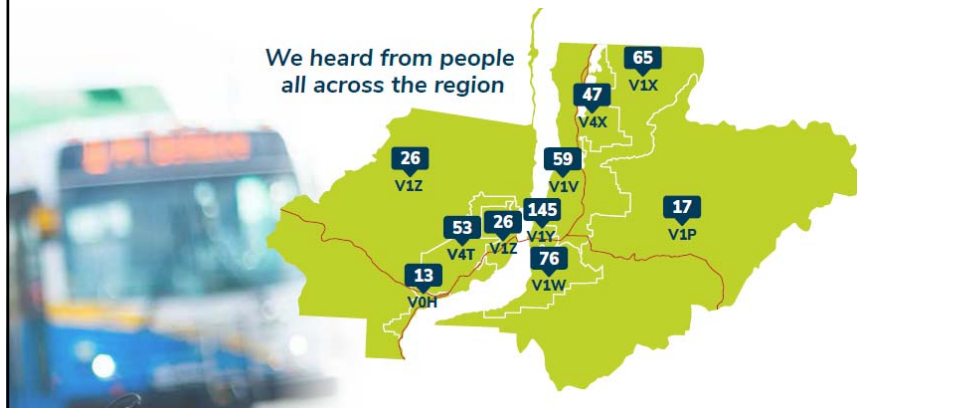 We heard from people
all across the region
65
V1X
47
V4X
26
V1Z
59
V1V
17
V1P
145
V1Y
53
V4T
26
V1Z
76
V1W
13
V0H